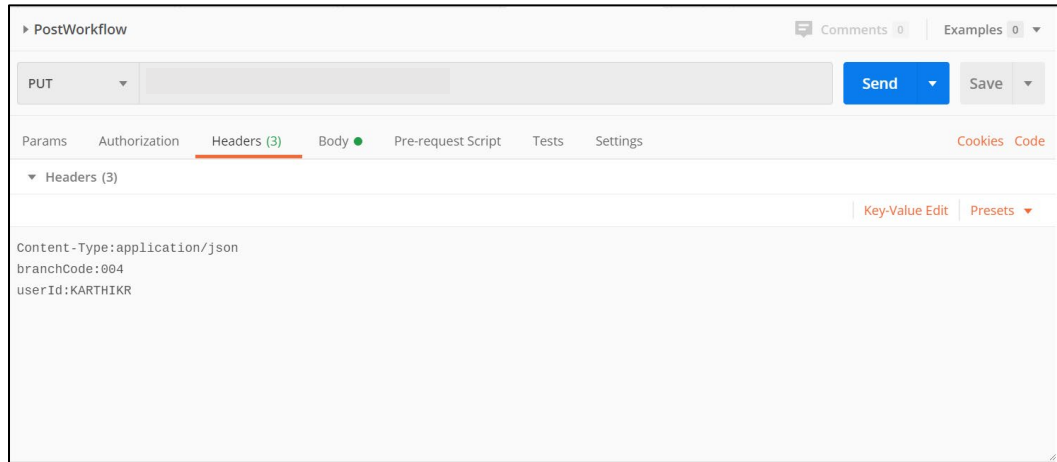 PostWorkflow Comments 0 Examples 0
PUT Send Save
Params Authorization Headers (3) Body Pre-request Script Tests Settings Cookies Code
Headers (3)
Key-Value Edit Presets
Content-Type:application/json
branchCode:004
userId:KARTHIKR